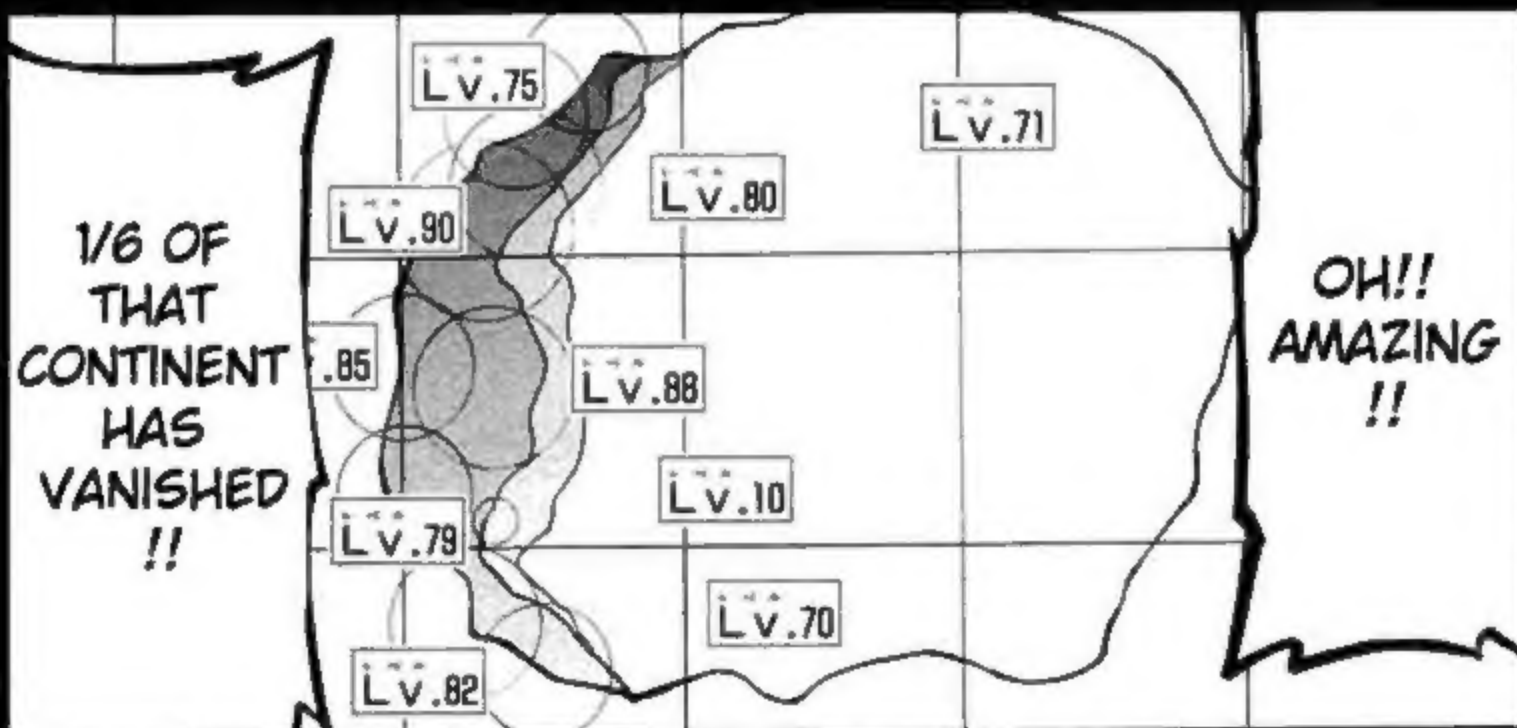 OH!!
AMAZING
!!
Lv.75
Lv.71
Lv.80
Lv.90
.85
Lv.88
Lv.10
Lv.79
Lv.70
Lv.82
1/6 OF
THAT
CONTINENT
HAS
VANISHED
!!